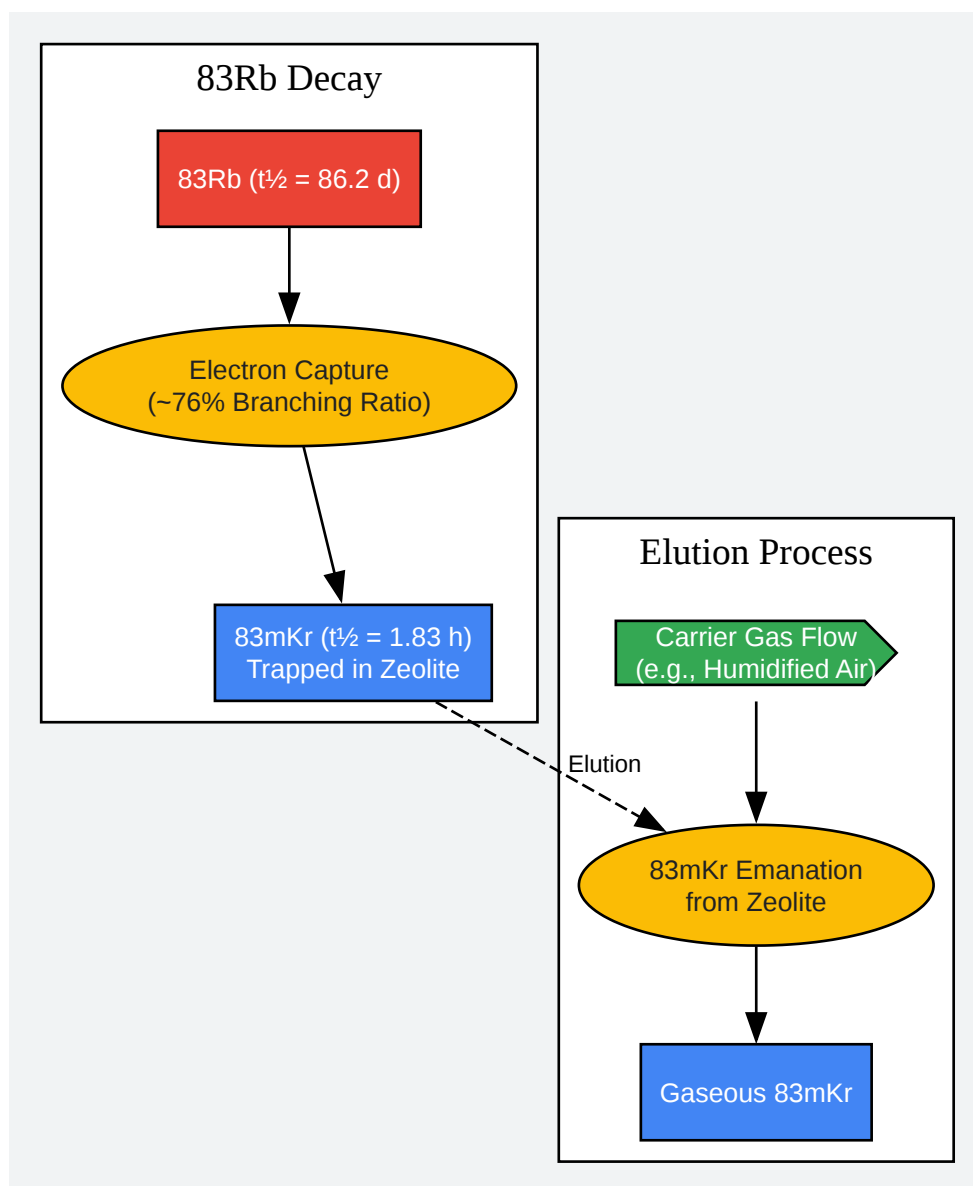 83Rb Decay
83Rb (t½ = 86.2 d)
Electron Capture
(~76% Branching Ratio)
83mKr (t½ = 1.83 h)
Trapped in Zeolite
Elution Process
Carrier Gas Flow
(e.g., Humidified Air)
Elution
83mKr Emanation
from Zeolite
Gaseous 83mKr